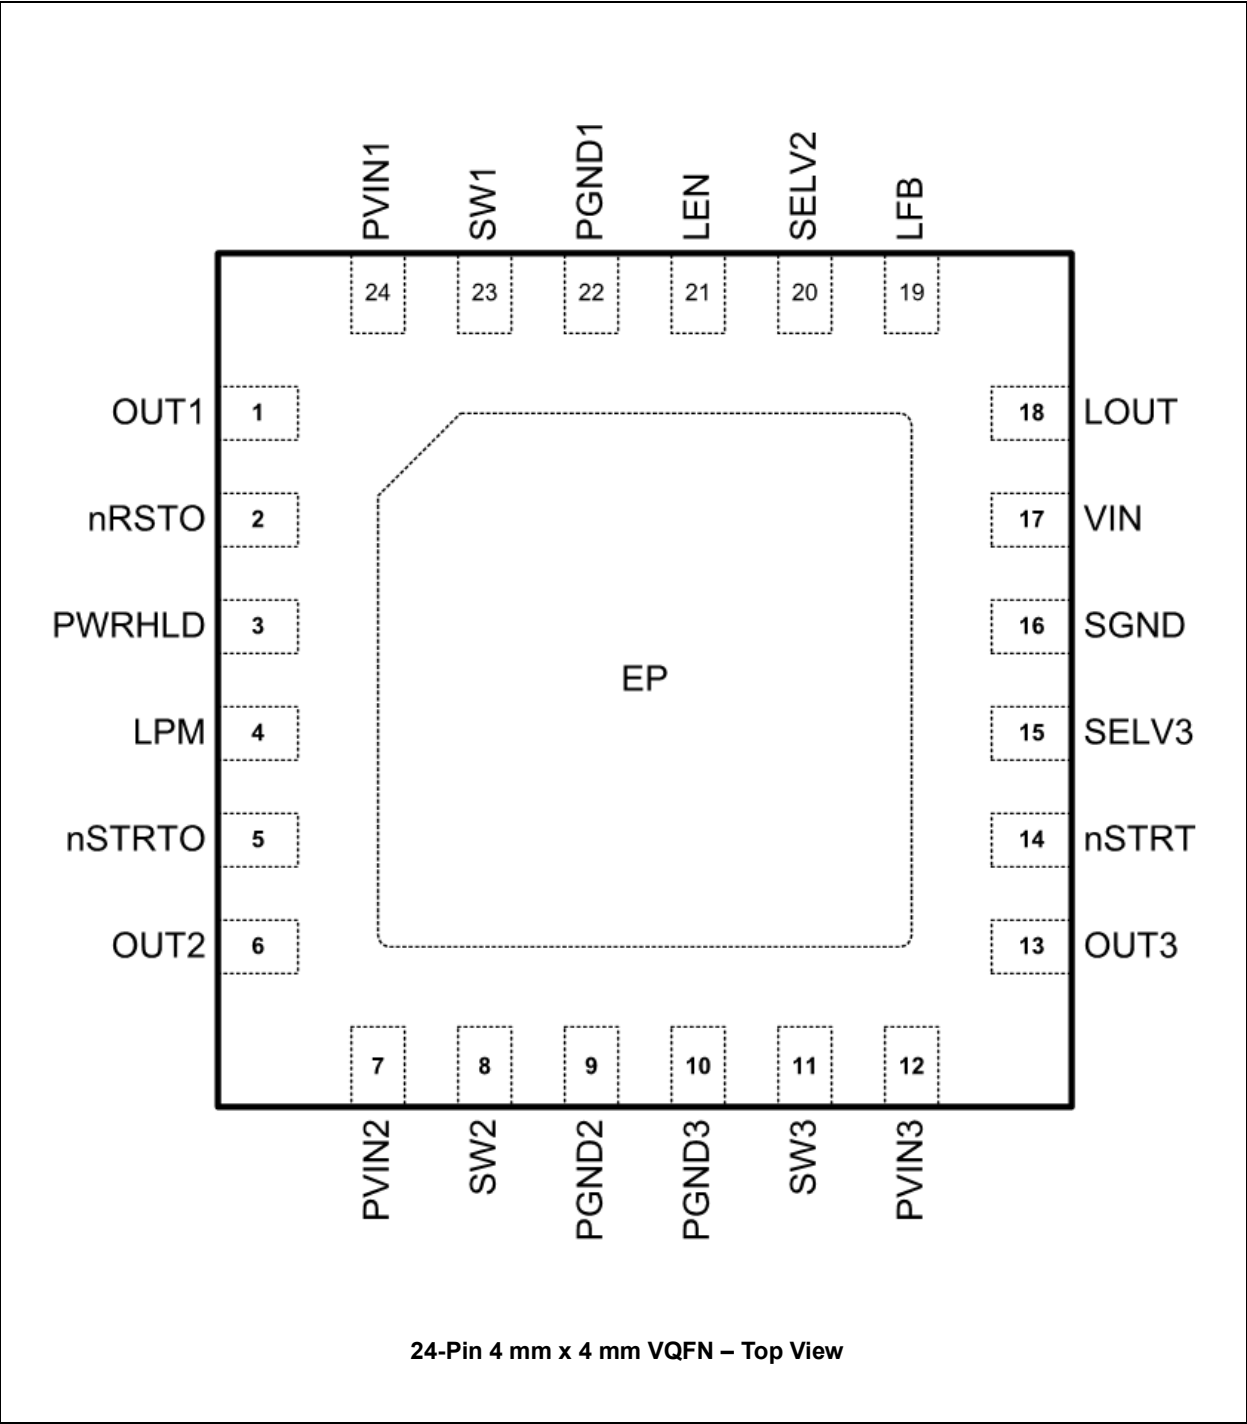 PVIN1 SW1 PGND1 LEN SELV2 LFB
24 23 22 21 20 19
OUT1 1 18 LOUT
nRSTO 2 17 VIN
PWRHLD 3 16 SGND
EP
LPM 4 15 SELV3
nSTRTO 5 14 nSTRT
OUT2 6 13 OUT3
7 8 9 10 11 12
PVIN2 SW2 PGND2 PGND3 SW3 PVIN3
24-Pin 4 mm x 4 mm VQFN – Top View